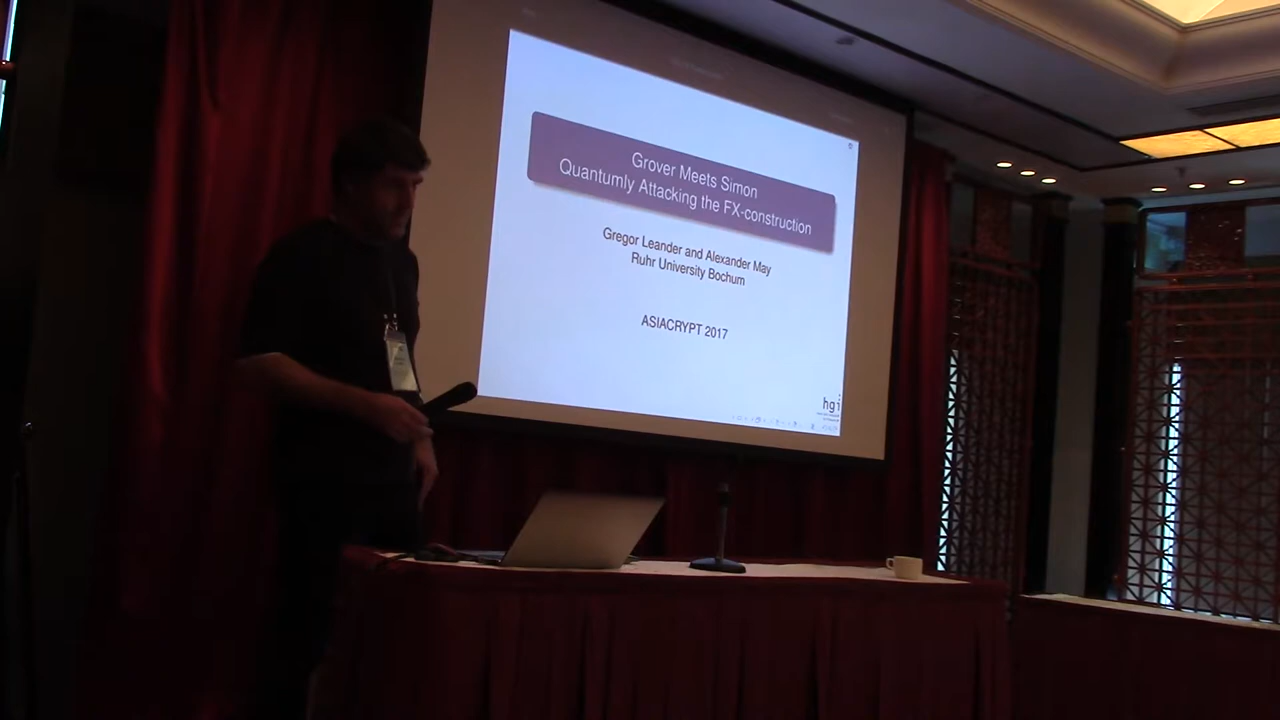 Grover Meets Simon
Quantumly Attacking the FX-construction
Gregor Leander and Alexander May
Ruhr University Bochum
ASIACRYPT 2017
hgi